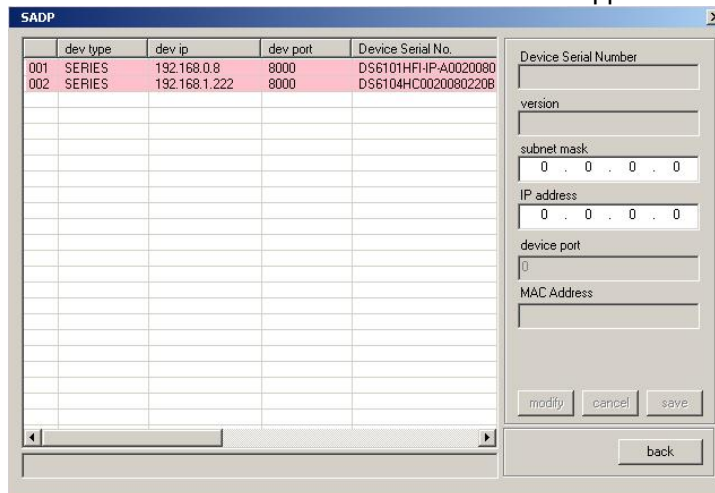 SADP
dev type dev ip dev port Device Serial No.
001 SERIES 192.168.0.8 8000 DS6101HFI-IP-A0020080
002 SERIES 192.168.1.222 8000 DS6104HC0020080220B
Device Serial Number
version
subnet mask
0 . 0 . 0 . 0
IP address
0 . 0 . 0 . 0
device port
0
MAC Address
modify cancel save
back